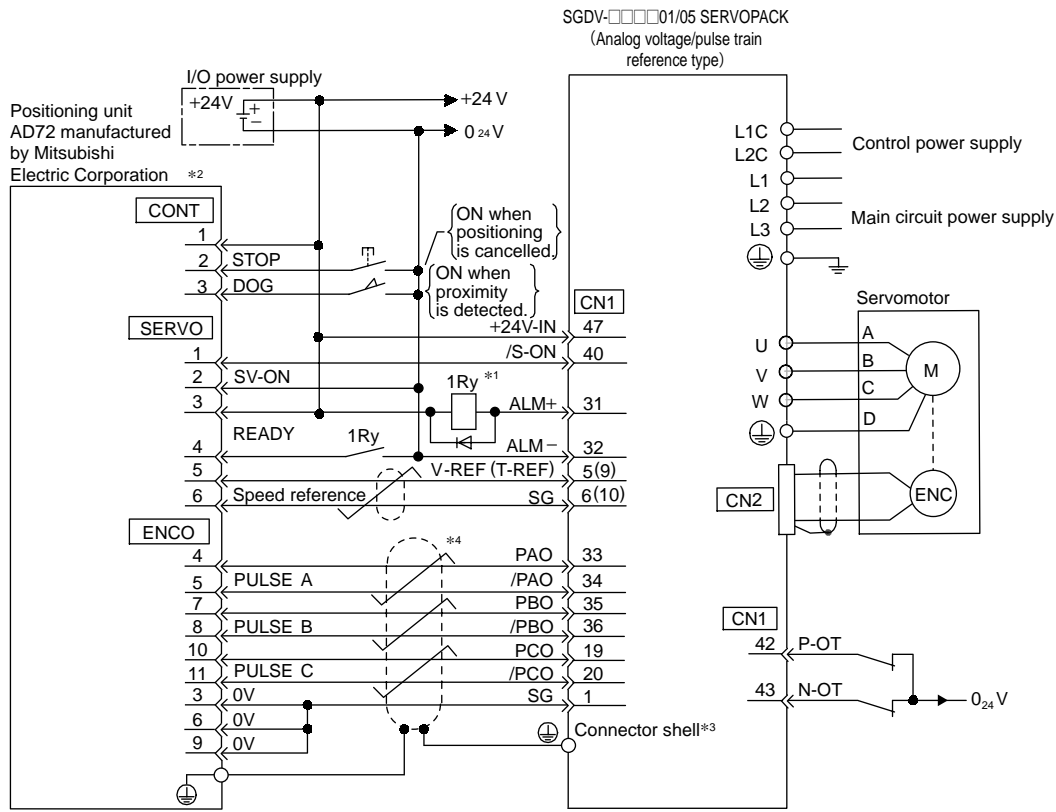 SGDV-□□□□01/05 SERVOPACK
(Analog voltage/pulse train
reference type)
I/O power supply
+24V
+
−
+24 V
0 24 V
Positioning unit
AD72 manufactured
by Mitsubishi
Electric Corporation *2
CONT
1
2 STOP
3 DOG
ON when
positioning
is cancelled.
ON when
proximity
is detected.
SERVO
1
2 SV-ON
3
4 READY
5
6 Speed reference
1Ry *1
1Ry
CN1
+24V-IN 47
/S-ON 40
ALM+ 31
ALM− 32
V-REF (T-REF) 5(9)
SG 6(10)
ENCO
4
5 PULSE A
7
8 PULSE B
10
11 PULSE C
3 0V
6 0V
9 0V
*4
PAO 33
/PAO 34
PBO 35
/PBO 36
PCO 19
/PCO 20
SG 1
Connector shell*3
L1C
L2C
Control power supply
L1
L2
L3
Main circuit power supply
Servomotor
U A
V B
W C
D
M
CN2
ENC
CN1
42 P-OT
43 N-OT
0₂₄ V